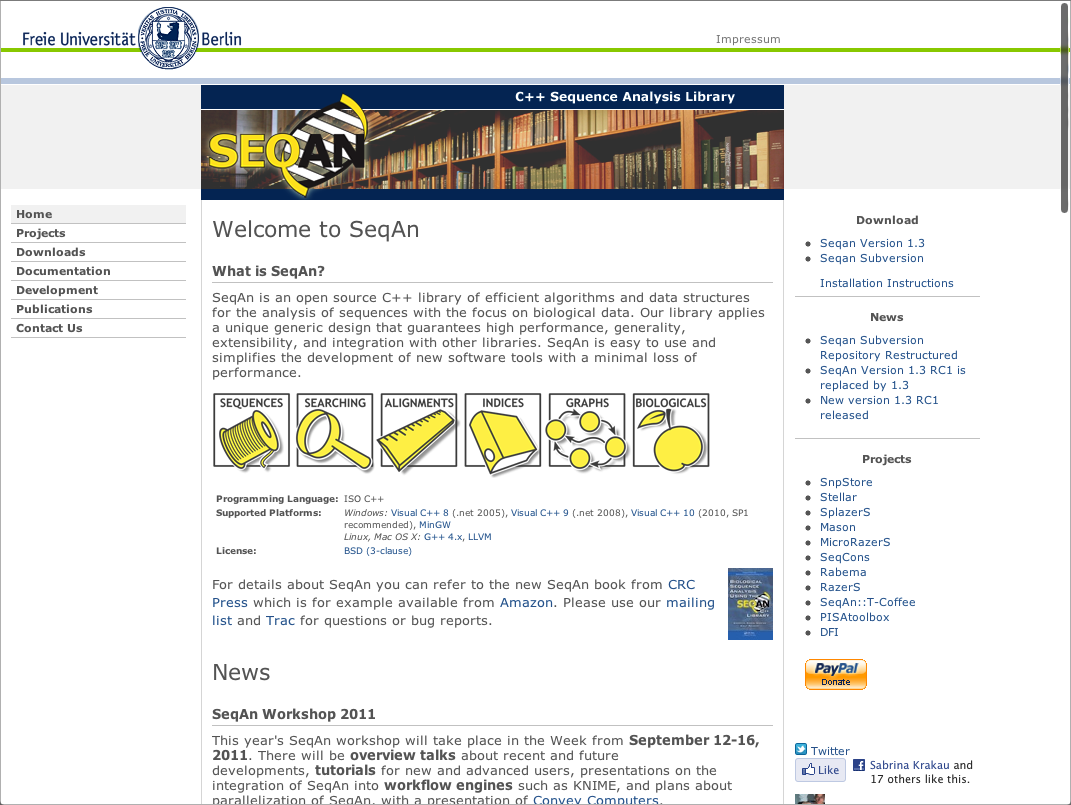 Freie Universität Berlin
Impressum
C++ Sequence Analysis Library
SEQAN
Home
Projects
Downloads
Documentation
Development
Publications
Contact Us
Welcome to SeqAn
What is SeqAn?
SeqAn is an open source C++ library of efficient algorithms and data structures
for the analysis of sequences with the focus on biological data. Our library applies
a unique generic design that guarantees high performance, generality,
extensibility, and integration with other libraries. SeqAn is easy to use and
simplifies the development of new software tools with a minimal loss of
performance.
SEQUENCES SEARCHING ALIGNMENTS INDICES GRAPHS BIOLOGICALS
Programming Language: ISO C++
Supported Platforms: Windows: Visual C++ 8 (.net 2005), Visual C++ 9 (.net 2008), Visual C++ 10 (2010, SP1
recommended), MinGW
Linux, Mac OS X: G++ 4.x, LLVM
License: BSD (3-clause)
For details about SeqAn you can refer to the new SeqAn book from CRC
Press which is for example available from Amazon. Please use our mailing
list and Trac for questions or bug reports.
BIOLOGICAL
SEQUENCE
ANALYSIS
USING THE
SEQAN
C++
LIBRARY
News
SeqAn Workshop 2011
This year's SeqAn workshop will take place in the Week from September 12-16,
2011. There will be overview talks about recent and future
developments, tutorials for new and advanced users, presentations on the
integration of SeqAn into workflow engines such as KNIME, and plans about
parallelization of SeqAn, with a presentation of Convey Computers.
Download
Seqan Version 1.3
Seqan Subversion
Installation Instructions
News
Seqan Subversion
Repository Restructured
SeqAn Version 1.3 RC1 is
replaced by 1.3
New version 1.3 RC1
released
Projects
SnpStore
Stellar
SplazerS
Mason
MicroRazerS
SeqCons
Rabema
RazerS
SeqAn::T-Coffee
PISAtoolbox
DFI
PayPal
Donate
Twitter
Like Sabrina Krakau and
17 others like this.